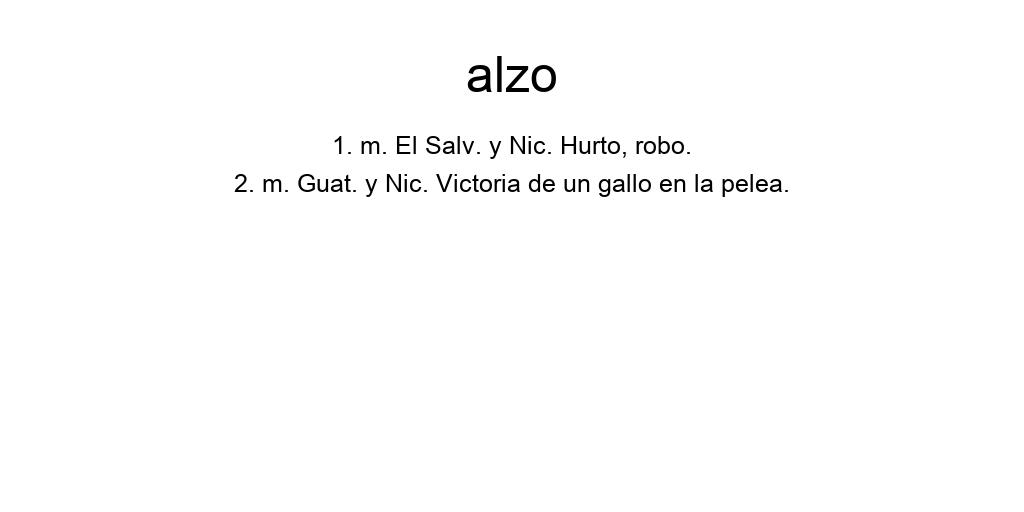 alzo
1. m. El Salv. y Nic. Hurto, robo.
2. m. Guat. y Nic. Victoria de un gallo en la pelea.